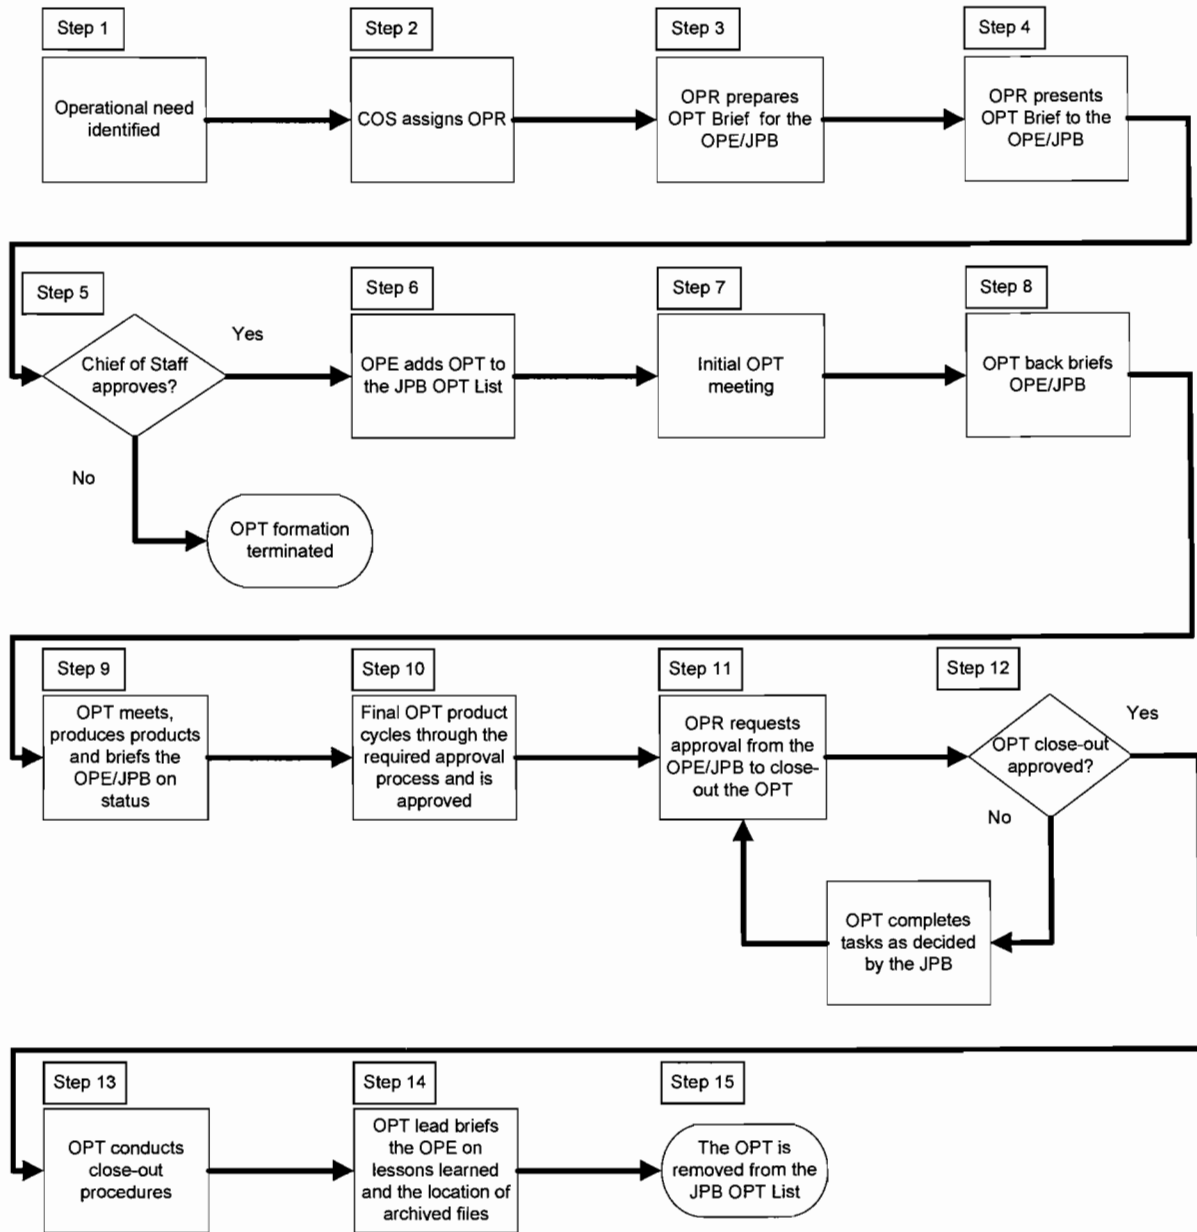 Step 1
Operational need
identified
Step 2
COS assigns OPR
Step 3
OPR prepares
OPT Brief for the
OPE/JPB
Step 4
OPR presents
OPT Brief to the
OPE/JPB
Step 5
Chief of Staff
approves?
Yes
No
OPT formation
terminated
Step 6
OPE adds OPT to
the JPB OPT List
Step 7
Initial OPT
meeting
Step 8
OPT back briefs
OPE/JPB
Step 9
OPT meets,
produces products
and briefs the
OPE/JPB on
status
Step 10
Final OPT product
cycles through the
required approval
process and is
approved
Step 11
OPR requests
approval from the
OPE/JPB to close-
out the OPT
Step 12
OPT close-out
approved?
Yes
No
OPT completes
tasks as decided
by the JPB
Step 13
OPT conducts
close-out
procedures
Step 14
OPT lead briefs
the OPE on
lessons learned
and the location of
archived files
Step 15
The OPT is
removed from the
JPB OPT List